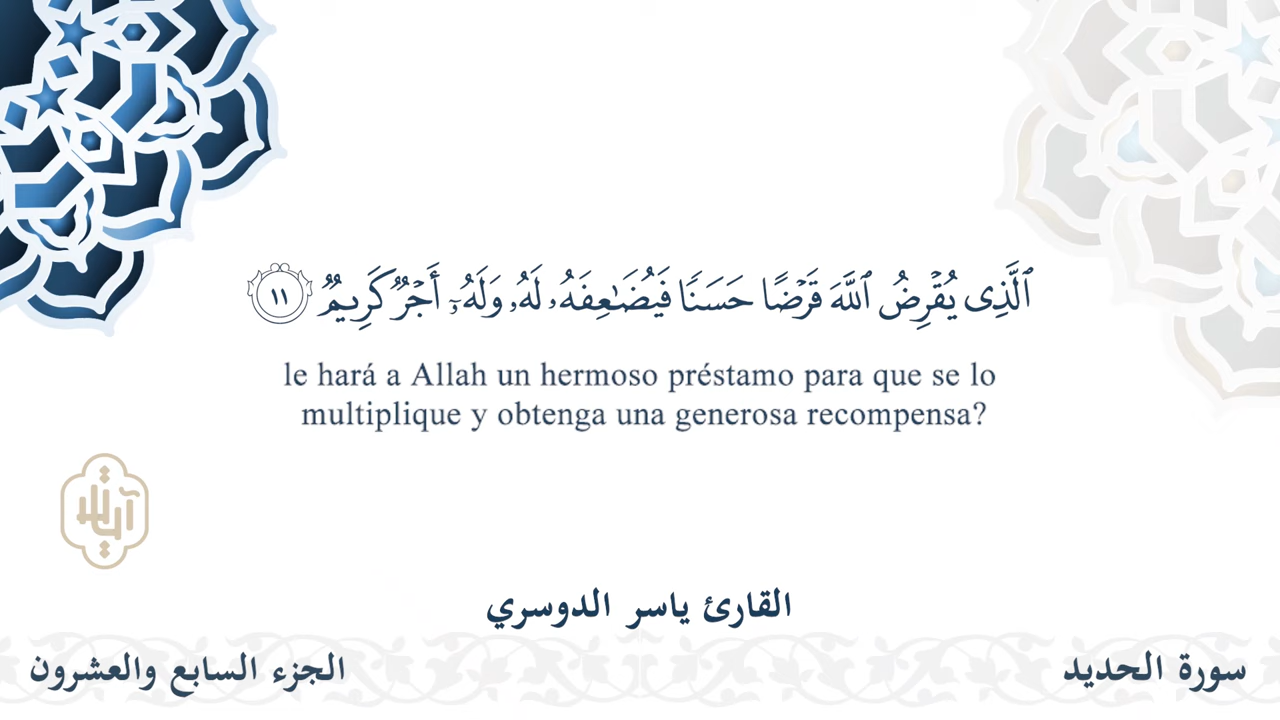 ٱلَّذِى يُقْرِضُ ٱللَّهَ قَرْضًا حَسَنًا فَيُضَـٰعِفَهُۥ لَهُۥ وَلَهُۥٓ أَجْرٌ كَرِيمٌ ١١
le hará a Allah un hermoso préstamo para que se lo
multiplique y obtenga una generosa recompensa?
القارئ ياسر الدوسري
سورة الحديد
الجزء السابع والعشرون